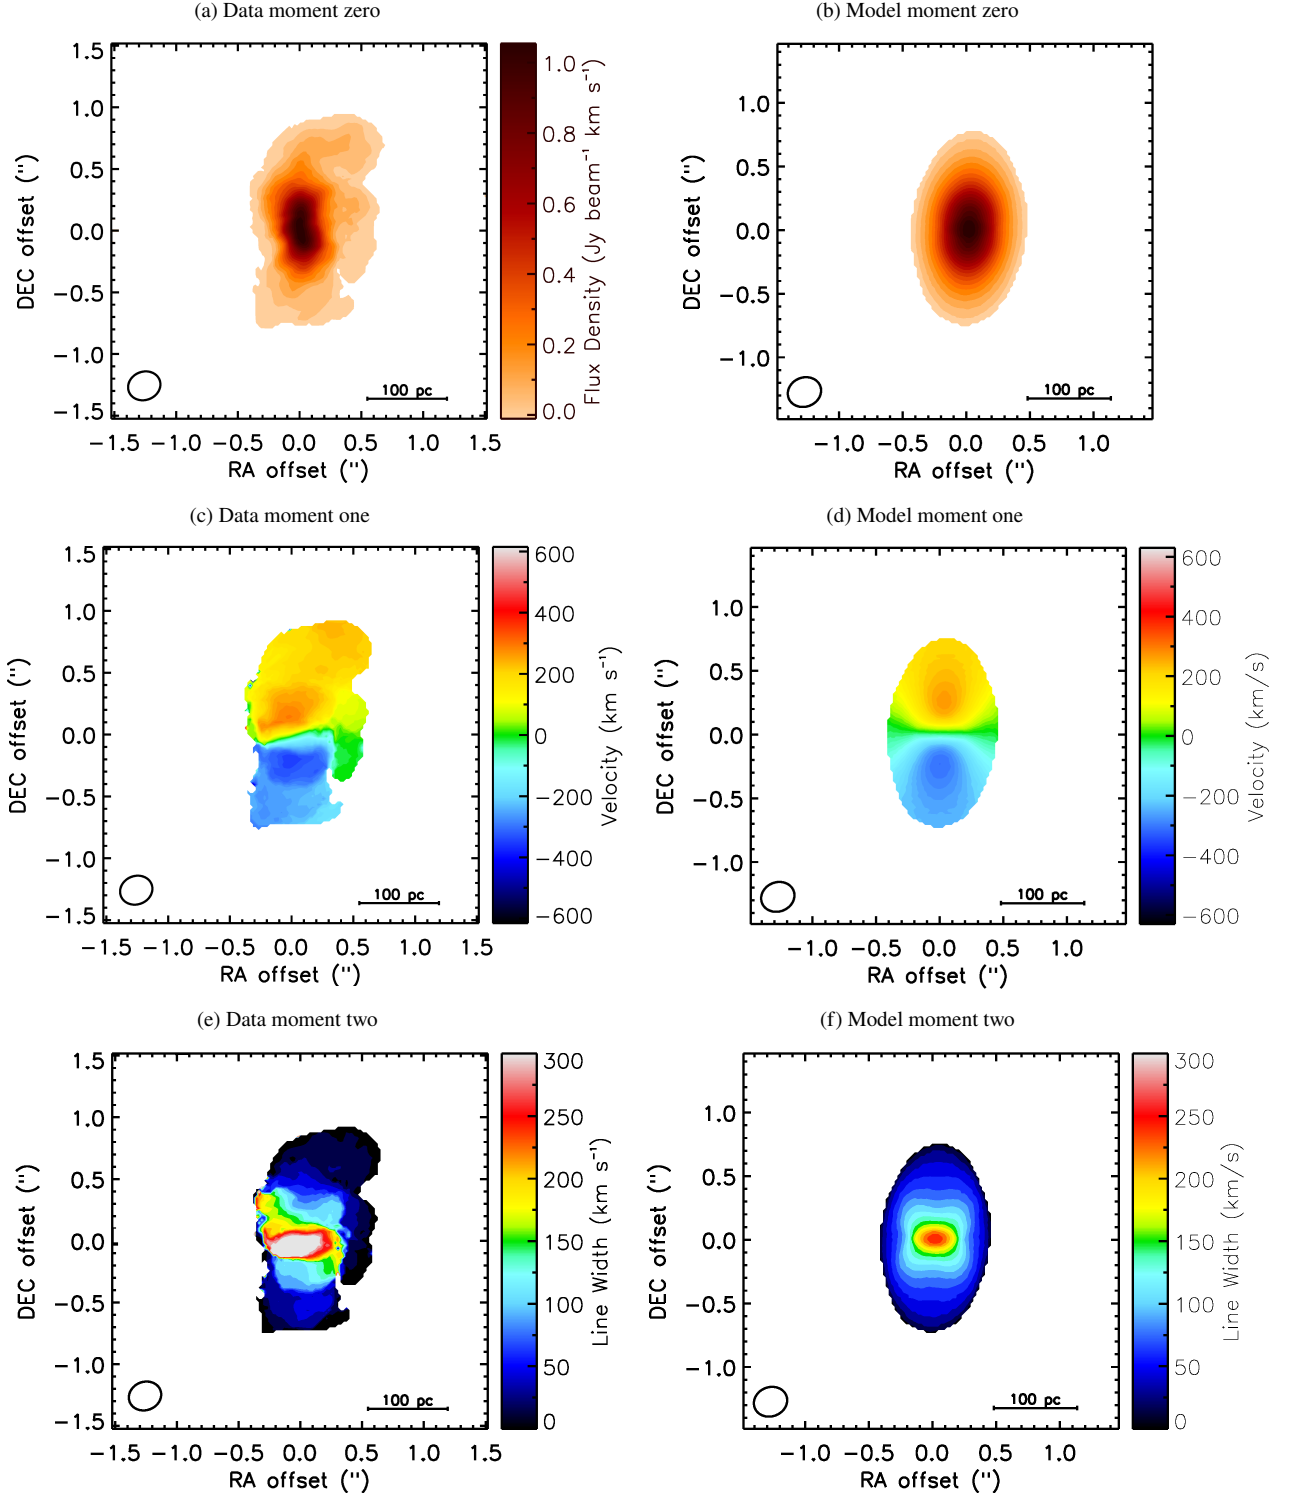 (a) Data moment zero
1.5
1.0
0.5
0.0
−0.5
−1.0
−1.5
DEC offset ('')
100 pc
−1.5 −1.0 −0.5 0.0 0.5 1.0 1.5
RA offset ('')
1.0
0.8
0.6
0.4
0.2
0.0
Flux Density (Jy beam⁻¹ km s⁻¹)
(b) Model moment zero
1.0
0.5
0.0
−0.5
−1.0
DEC offset ('')
100 pc
−1.0 −0.5 0.0 0.5 1.0
RA offset ('')
(c) Data moment one
1.5
1.0
0.5
0.0
−0.5
−1.0
−1.5
DEC offset ('')
100 pc
−1.5 −1.0 −0.5 0.0 0.5 1.0 1.5
RA offset ('')
600
400
200
0
−200
−400
−600
Velocity (km s⁻¹)
(d) Model moment one
1.0
0.5
0.0
−0.5
−1.0
DEC offset ('')
100 pc
−1.0 −0.5 0.0 0.5 1.0
RA offset ('')
600
400
200
0
−200
−400
−600
Velocity (km/s)
(e) Data moment two
1.5
1.0
0.5
0.0
−0.5
−1.0
−1.5
DEC offset ('')
100 pc
−1.5 −1.0 −0.5 0.0 0.5 1.0 1.5
RA offset ('')
300
250
200
150
100
50
0
Line Width (km s⁻¹)
(f) Model moment two
1.0
0.5
0.0
−0.5
−1.0
DEC offset ('')
100 pc
−1.0 −0.5 0.0 0.5 1.0
RA offset ('')
300
250
200
150
100
50
0
Line Width (km/s)